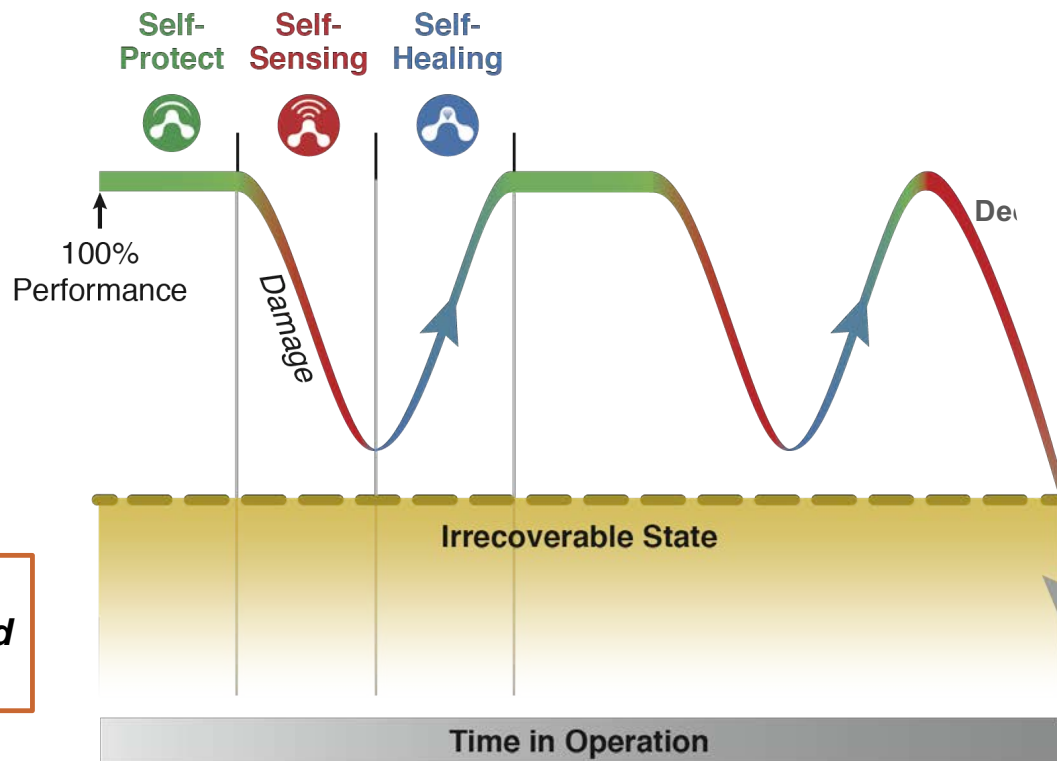 Self-
Protect
Self-
Sensing
Self-
Healing
100%
Performance
Damage
Irrecoverable State
Time in Operation